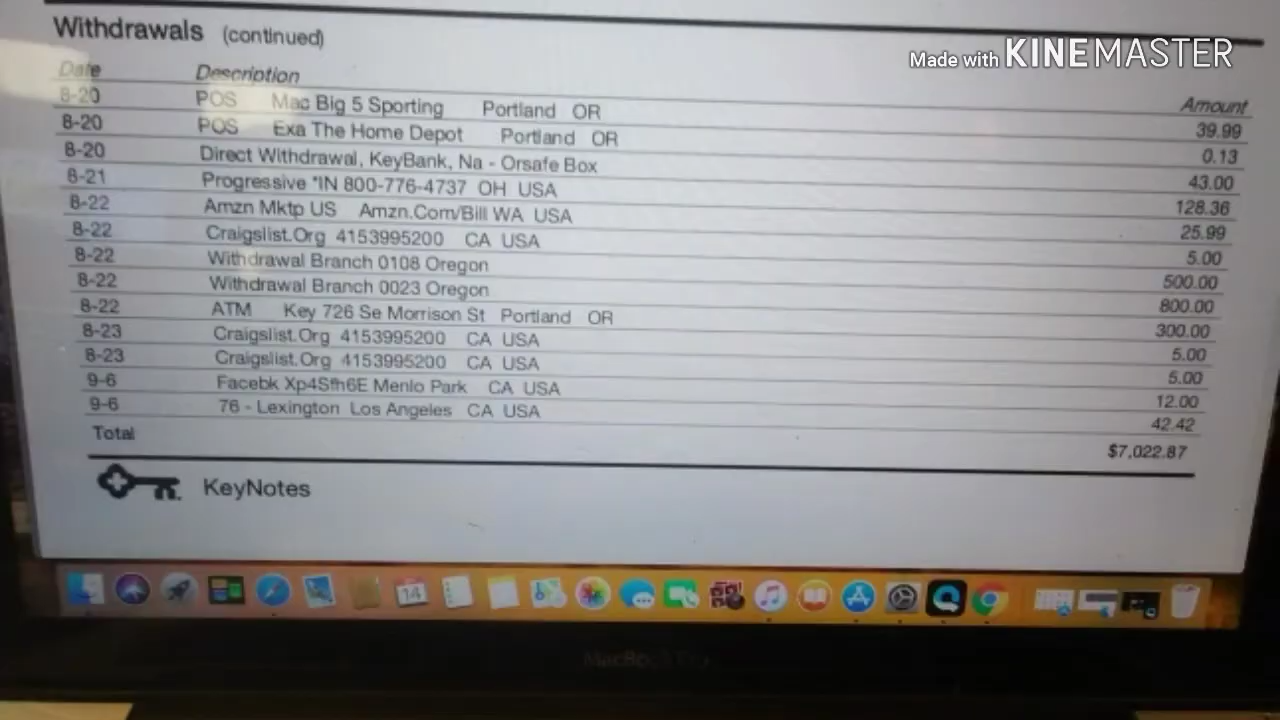 Withdrawals (continued)
Made with KINEMASTER
Date Description Amount
8-20 POS Mac Big 5 Sporting Portland OR 39.99
8-20 POS Exa The Home Depot Portland OR 0.13
8-20 Direct Withdrawal, KeyBank, Na - Orsafe Box 43.00
8-21 Progressive *IN 800-776-4737 OH USA 128.36
8-22 Amzn Mktp US Amzn.Com/Bill WA USA 25.99
8-22 Craigslist.Org 4153995200 CA USA 5.00
8-22 Withdrawal Branch 0108 Oregon 500.00
8-22 Withdrawal Branch 0023 Oregon 800.00
8-22 ATM Key 726 Se Morrison St Portland OR 300.00
8-23 Craigslist.Org 4153995200 CA USA 5.00
8-23 Craigslist.Org 4153995200 CA USA 5.00
9-6 Facebk Xp4Sfh6E Menlo Park CA USA 12.00
9-6 76 - Lexington Los Angeles CA USA 42.42
Total $7,022.87
KeyNotes
14
MacBook Pro